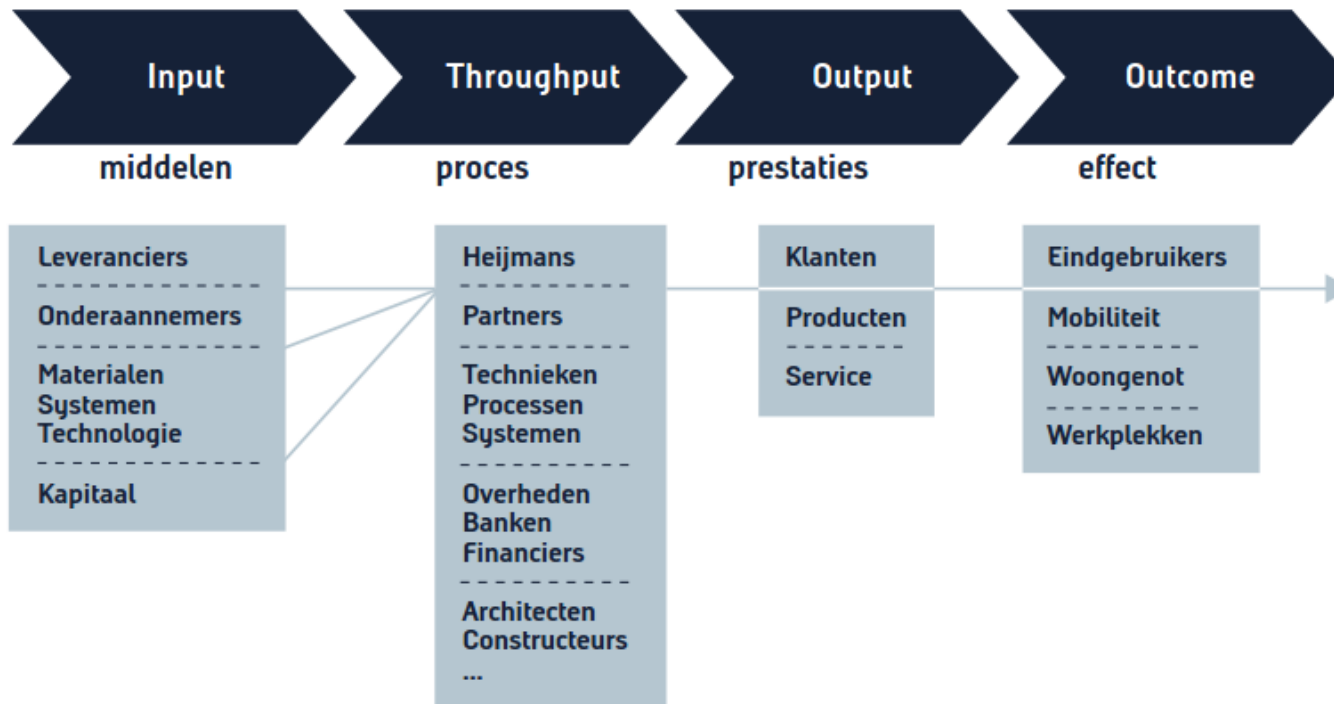 Input
Throughput
Output
Outcome
middelen
proces
prestaties
effect
Leveranciers
Onderaannemers
Materialen
Systemen
Technologie
Kapitaal
Heijmans
Partners
Technieken
Processen
Systemen
Overheden
Banken
Financiers
Architecten
Constructeurs
...
Klanten
Producten
Service
Eindgebruikers
Mobiliteit
Woongenot
Werkplekken